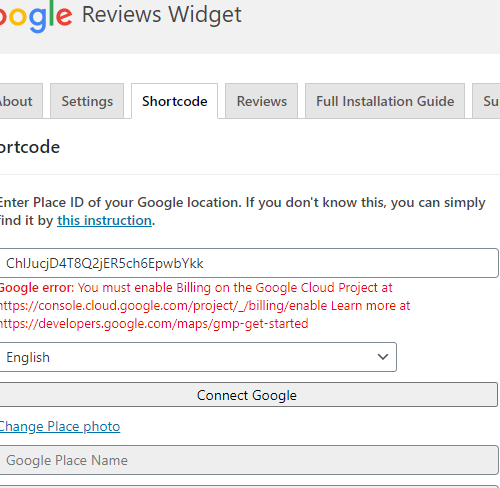 oogle Reviews Widget
About Settings Shortcode Reviews Full Installation Guide Su
ortcode
Enter Place ID of your Google location. If you don't know this, you can simply
find it by this instruction.
ChIJucjD4T8Q2jER5ch6EpwbYkk
Google error: You must enable Billing on the Google Cloud Project at
https://console.cloud.google.com/project/_/billing/enable Learn more at
https://developers.google.com/maps/gmp-get-started
English
Connect Google
Change Place photo
Google Place Name